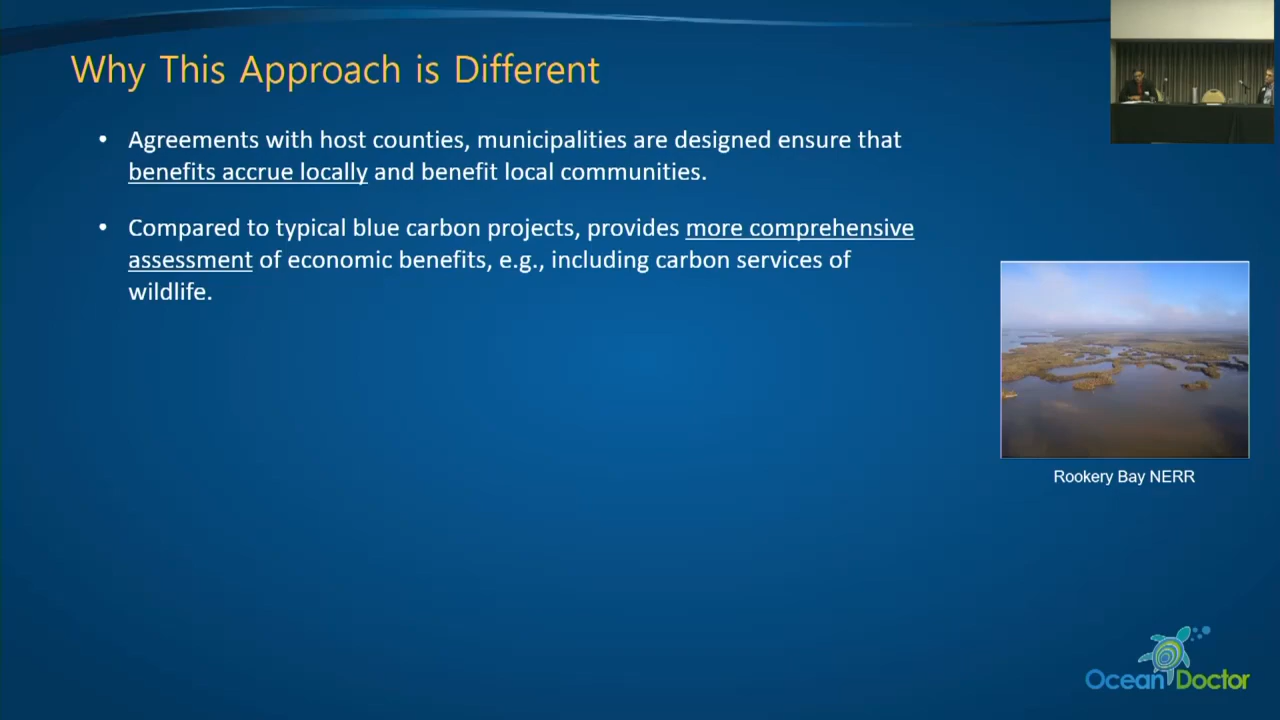 Why This Approach is Different
• Agreements with host counties, municipalities are designed ensure that
benefits accrue locally and benefit local communities.
• Compared to typical blue carbon projects, provides more comprehensive
assessment of economic benefits, e.g., including carbon services of
wildlife.
Rookery Bay NERR
Ocean Doctor